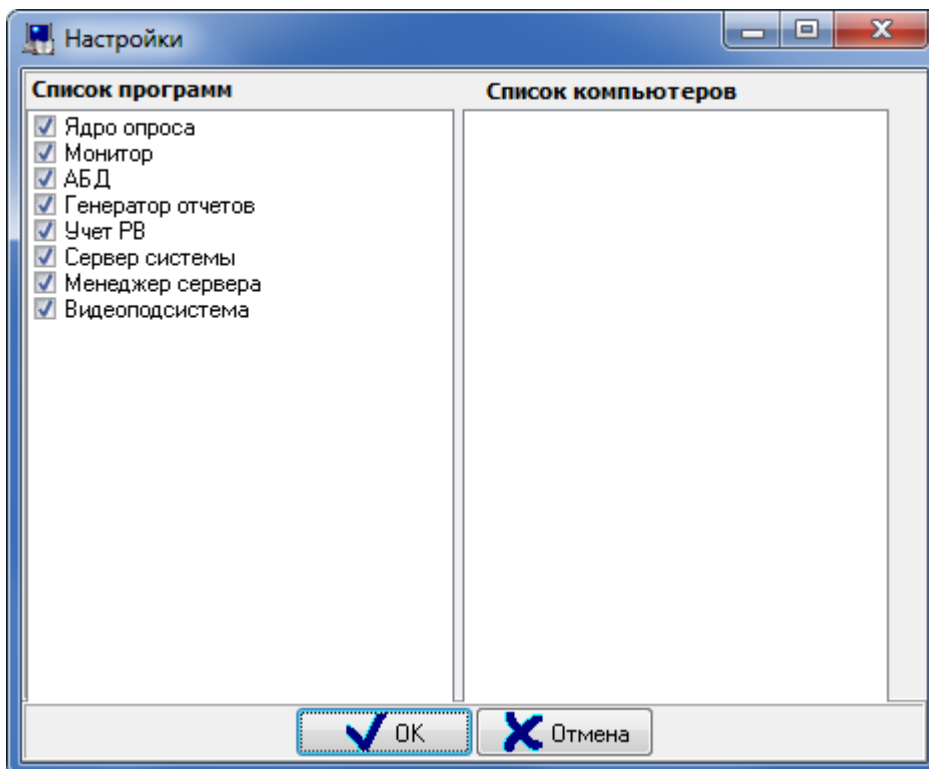 Настройки
Список программ
Ядро опроса
Монитор
АБД
Генератор отчетов
Учет РВ
Сервер системы
Менеджер сервера
Видеоподсистема
Список компьютеров
OK
Отмена